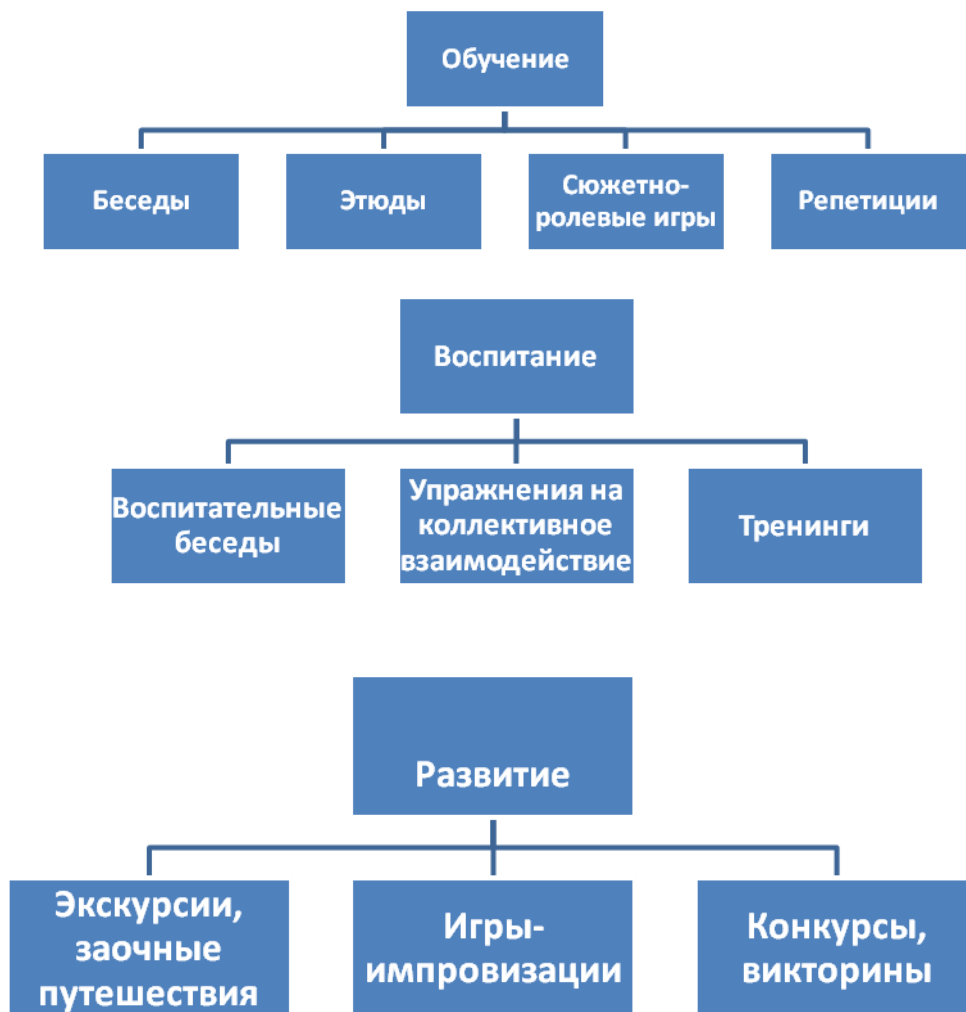 Обучение
Беседы
Этюды
Сюжетно-
ролевые игры
Репетиции
Воспитание
Воспитательные
беседы
Упражнения на
коллективное
взаимодействие
Тренинги
Развитие
Экскурсии,
заочные
путешествия
Игры-
импровизации
Конкурсы,
викторины